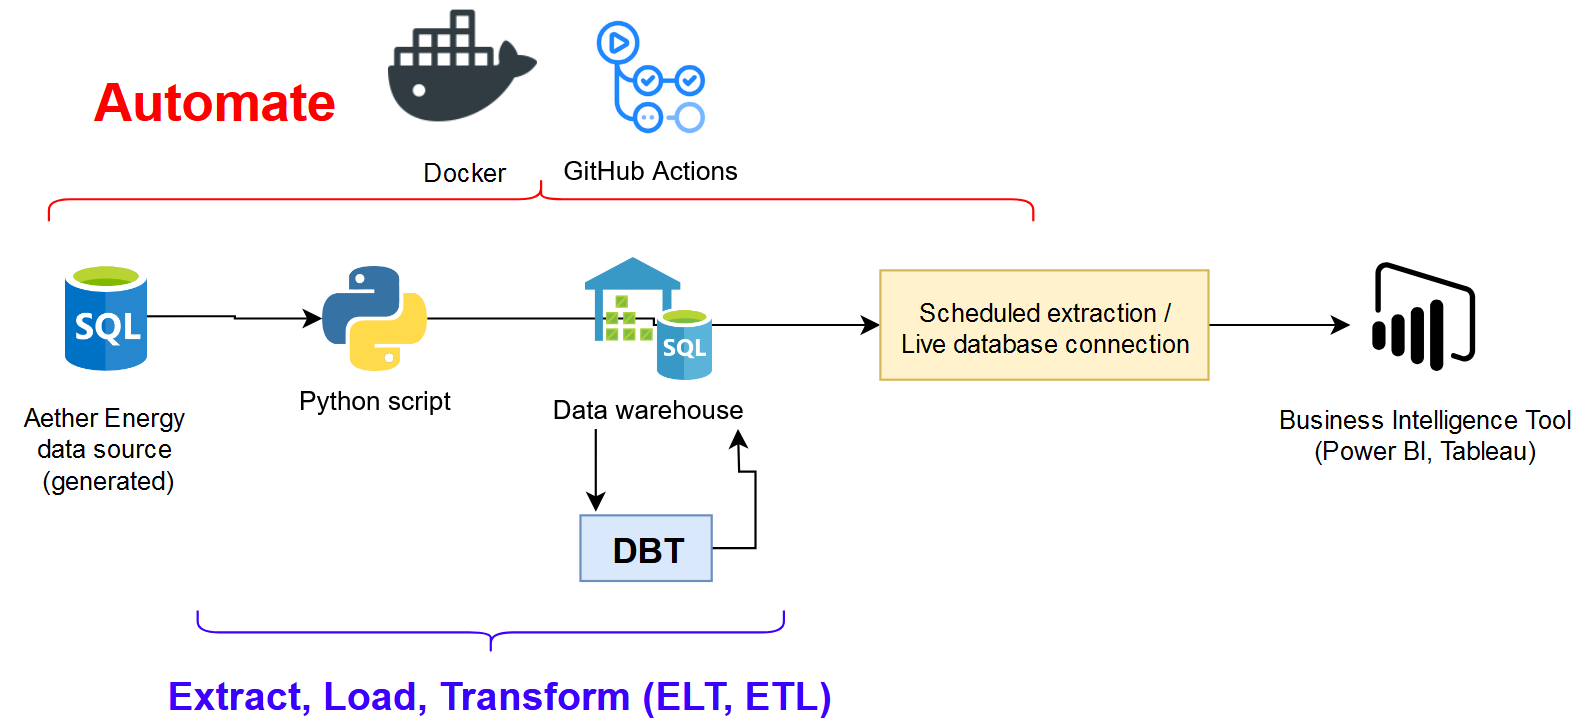 Automate
Docker
GitHub Actions
SQL
SQL
Scheduled extraction /
Live database connection
Python script
Data warehouse
Aether Energy
data source
(generated)
Business Intelligence Tool
(Power BI, Tableau)
DBT
Extract, Load, Transform (ELT, ETL)